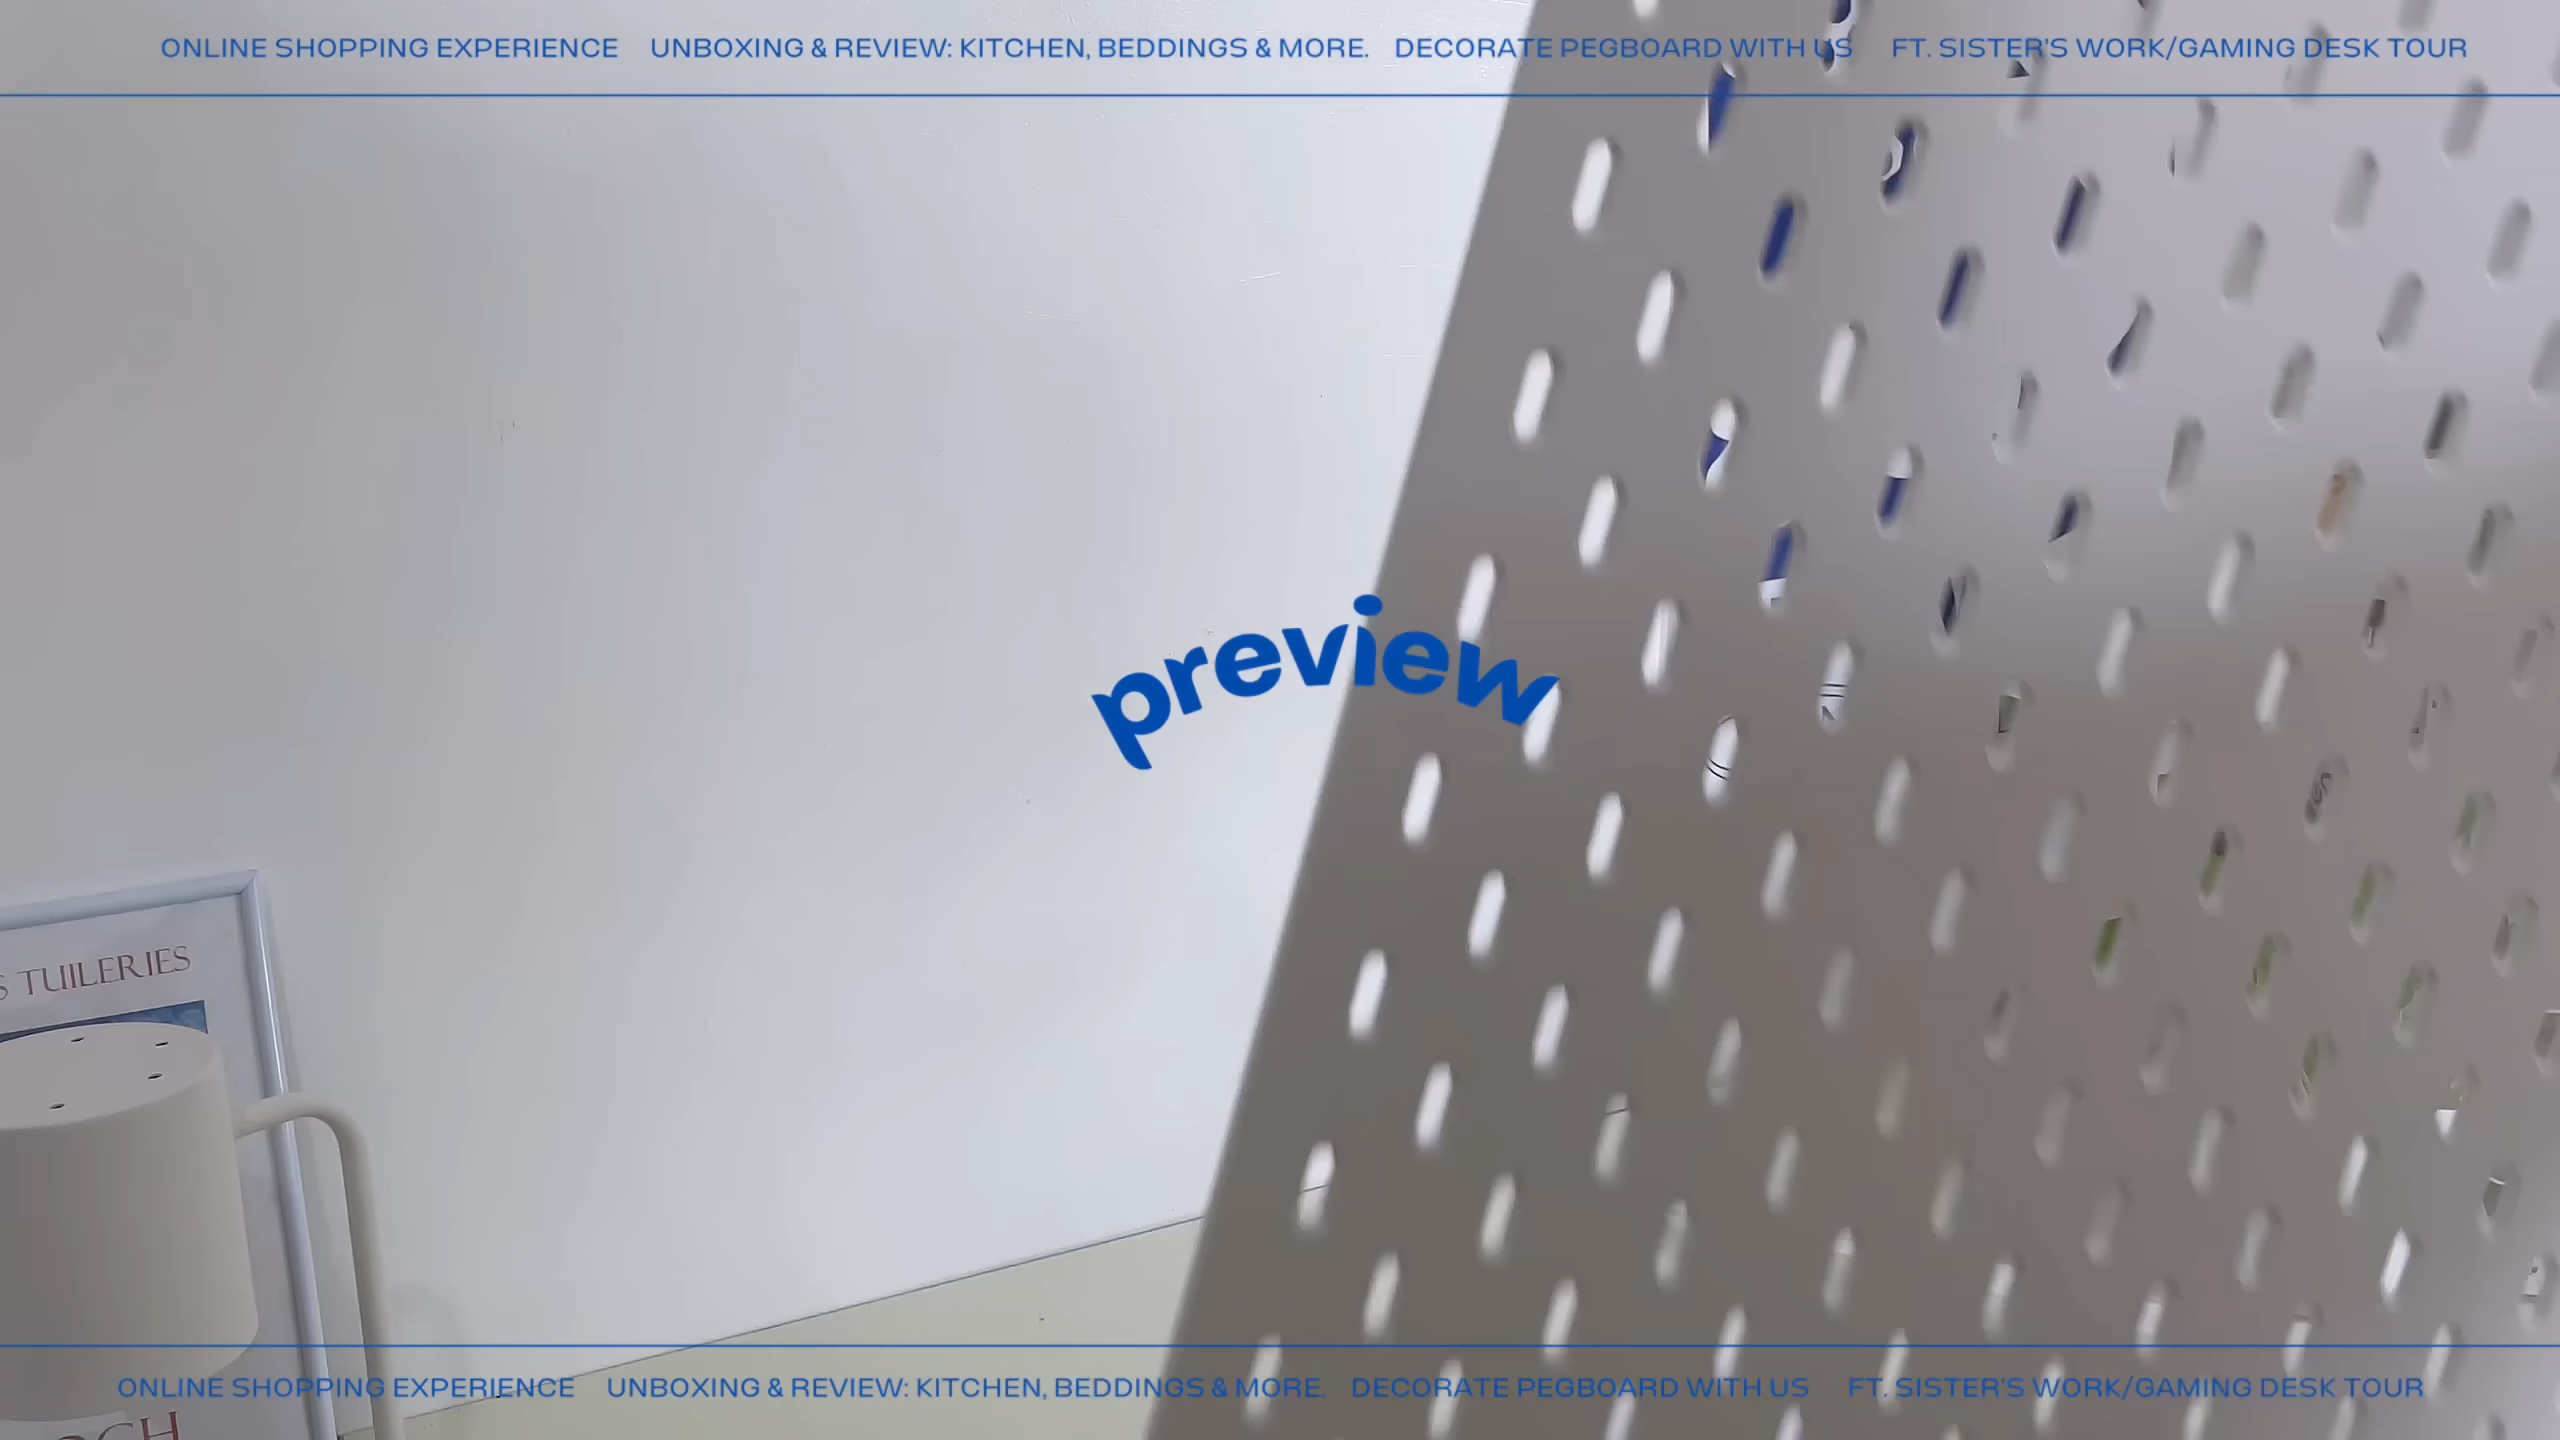 ONLINE SHOPPING EXPERIENCE UNBOXING & REVIEW: KITCHEN, BEDDINGS & MORE. DECORATE PEGBOARD WITH US FT. SISTER'S WORK/GAMING DESK TOUR
preview
TUILERIES
ONLINE SHOPPING EXPERIENCE UNBOXING & REVIEW: KITCHEN, BEDDINGS & MORE. DECORATE PEGBOARD WITH US FT. SISTER'S WORK/GAMING DESK TOUR